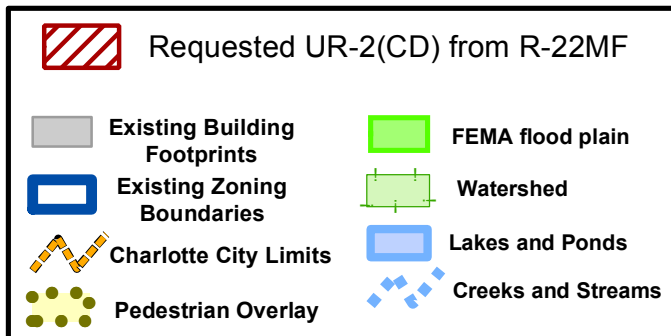 Requested UR-2(CD) from R-22MF
Existing Building
Footprints
Existing Zoning
Boundaries
Charlotte City Limits
Pedestrian Overlay
FEMA flood plain
Watershed
Lakes and Ponds
Creeks and Streams